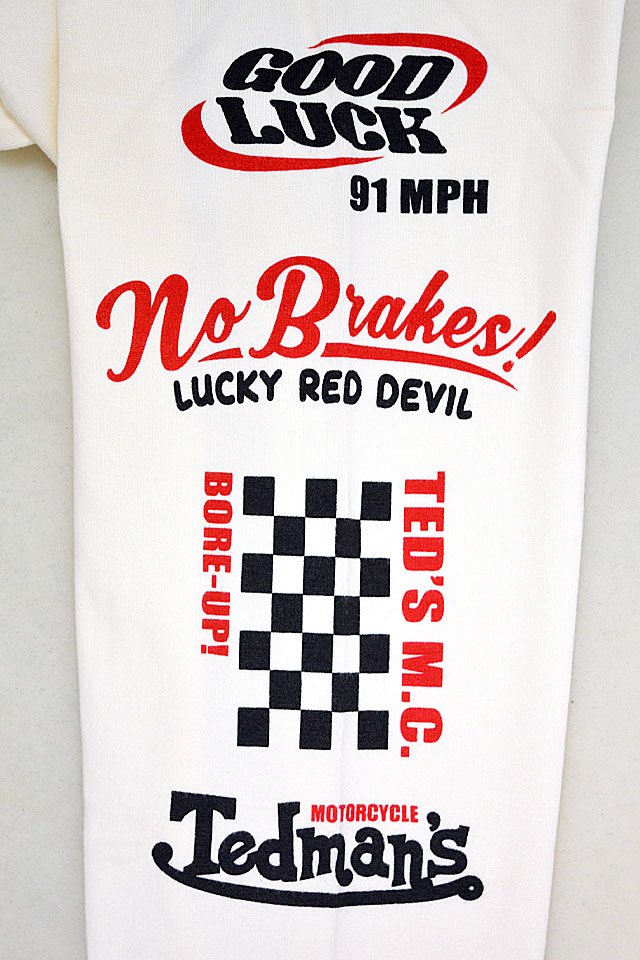 GOOD
LUCK
91 MPH
No Brakes!
LUCKY RED DEVIL
BORE-UP!
TED'S M.C.
MOTORCYCLE
Tedman's